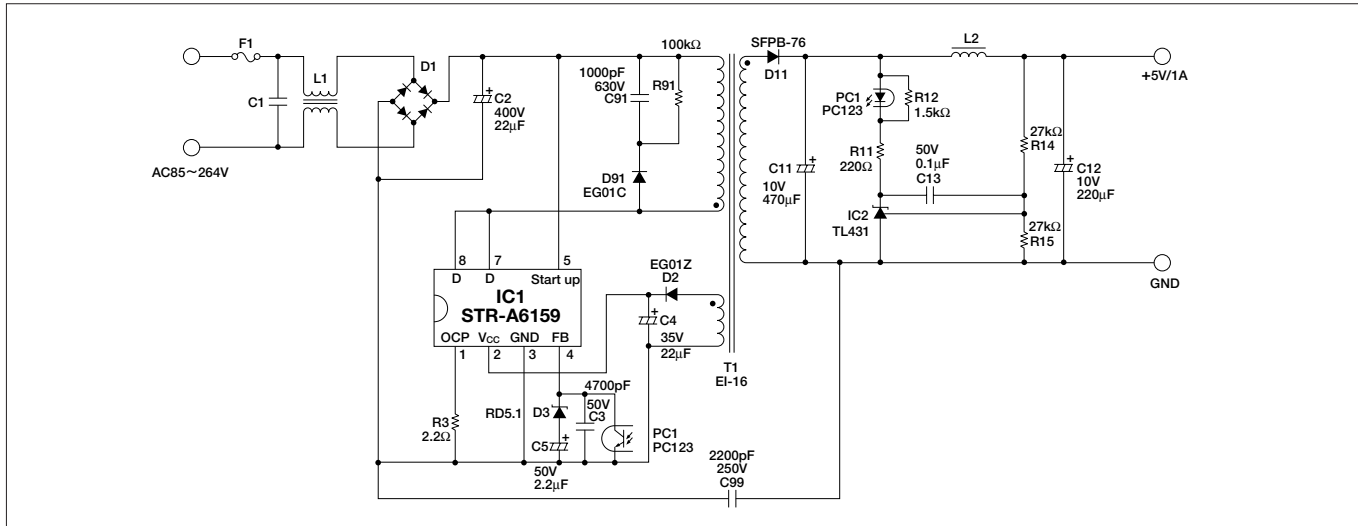 F1
C1
L1
AC85～264V
D1
C2
400V
22μF
1000pF
630V
C91
100kΩ
R91
D91
EG01C
8
7
5
D
D
Start up
IC1
STR-A6159
OCP
VCC
GND
FB
1
2
3
4
R3
2.2Ω
RD5.1
D3
C5
50V
2.2μF
4700pF
50V
C3
PC1
PC123
EG01Z
D2
C4
35V
22μF
T1
EI-16
2200pF
250V
C99
SFPB-76
D11
C11
10V
470μF
PC1
PC123
R12
1.5kΩ
R11
220Ω
50V
0.1μF
C13
IC2
TL431
L2
27kΩ
R14
27kΩ
R15
C12
10V
220μF
+5V/1A
GND